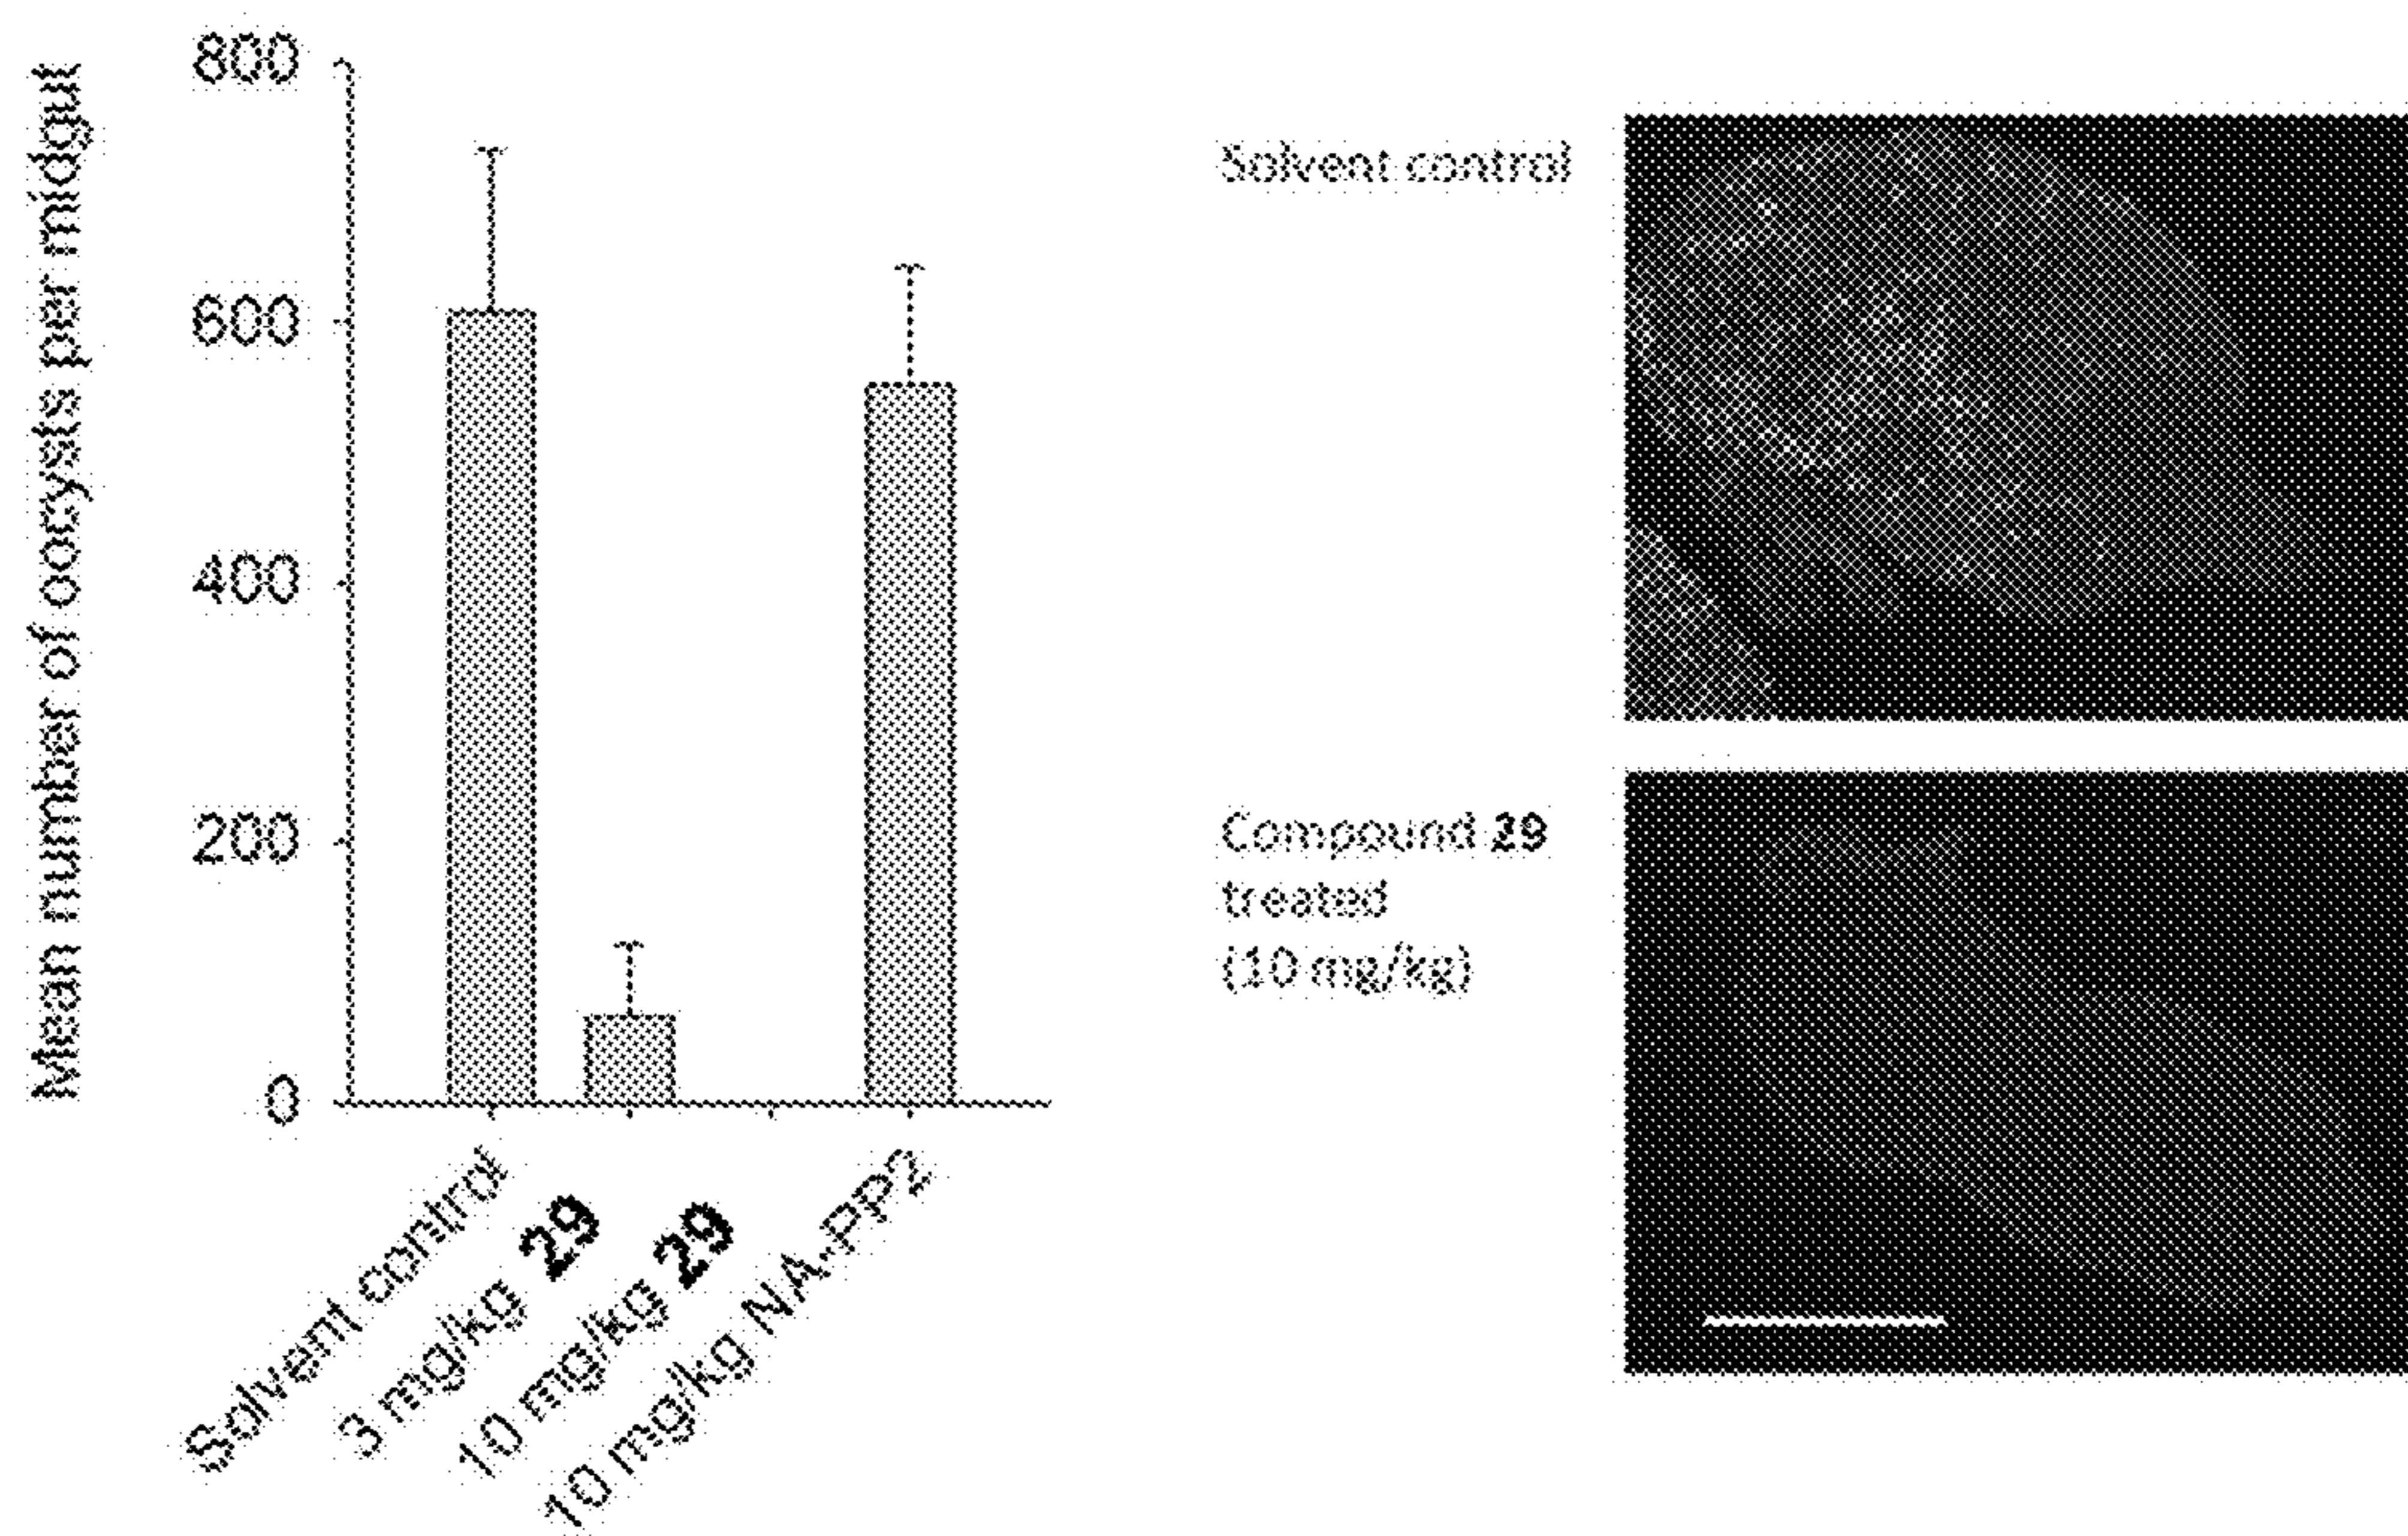 Mean number of oocysts per midgut
800
600
400
200
0
Solvent control
3 mg/kg 29
10 mg/kg 29
10 mg/kg NA-PP2
Solvent control
Compound 29
treated
(10 mg/kg)